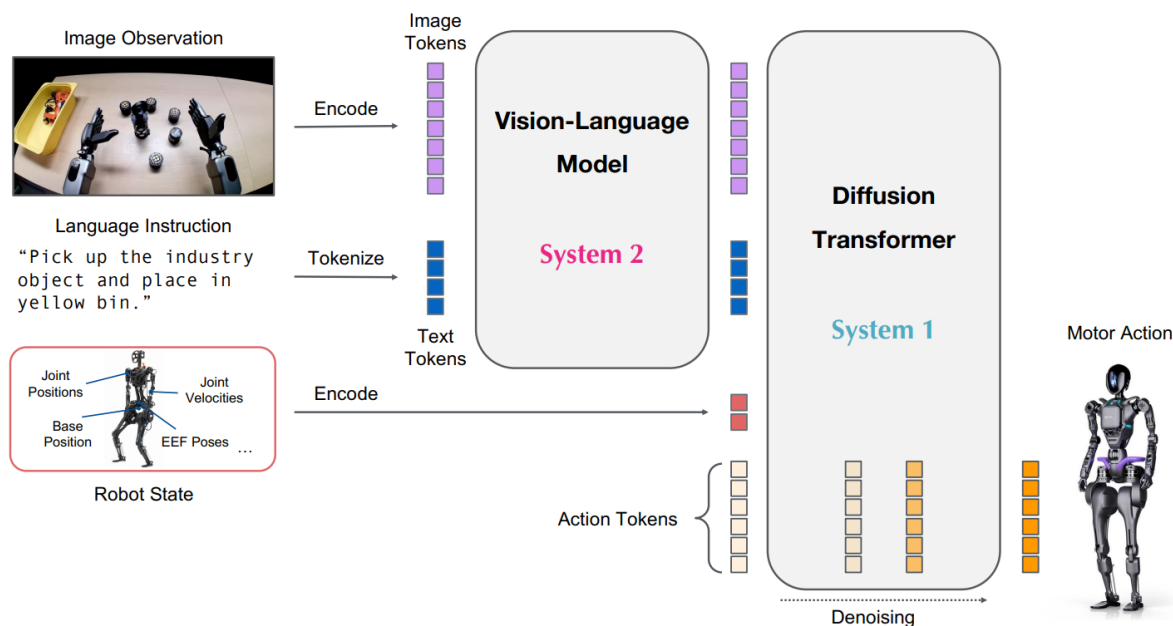 Image Observation
Image
Tokens
Encode
Vision-Language
Model
System 2
Language Instruction
“Pick up the industry
object and place in
yellow bin.”
Tokenize
Text
Tokens
Diffusion
Transformer
System 1
Joint
Positions
Joint
Velocities
Base
Position
EEF Poses
...
Robot State
Encode
Action Tokens
Denoising
Motor Action